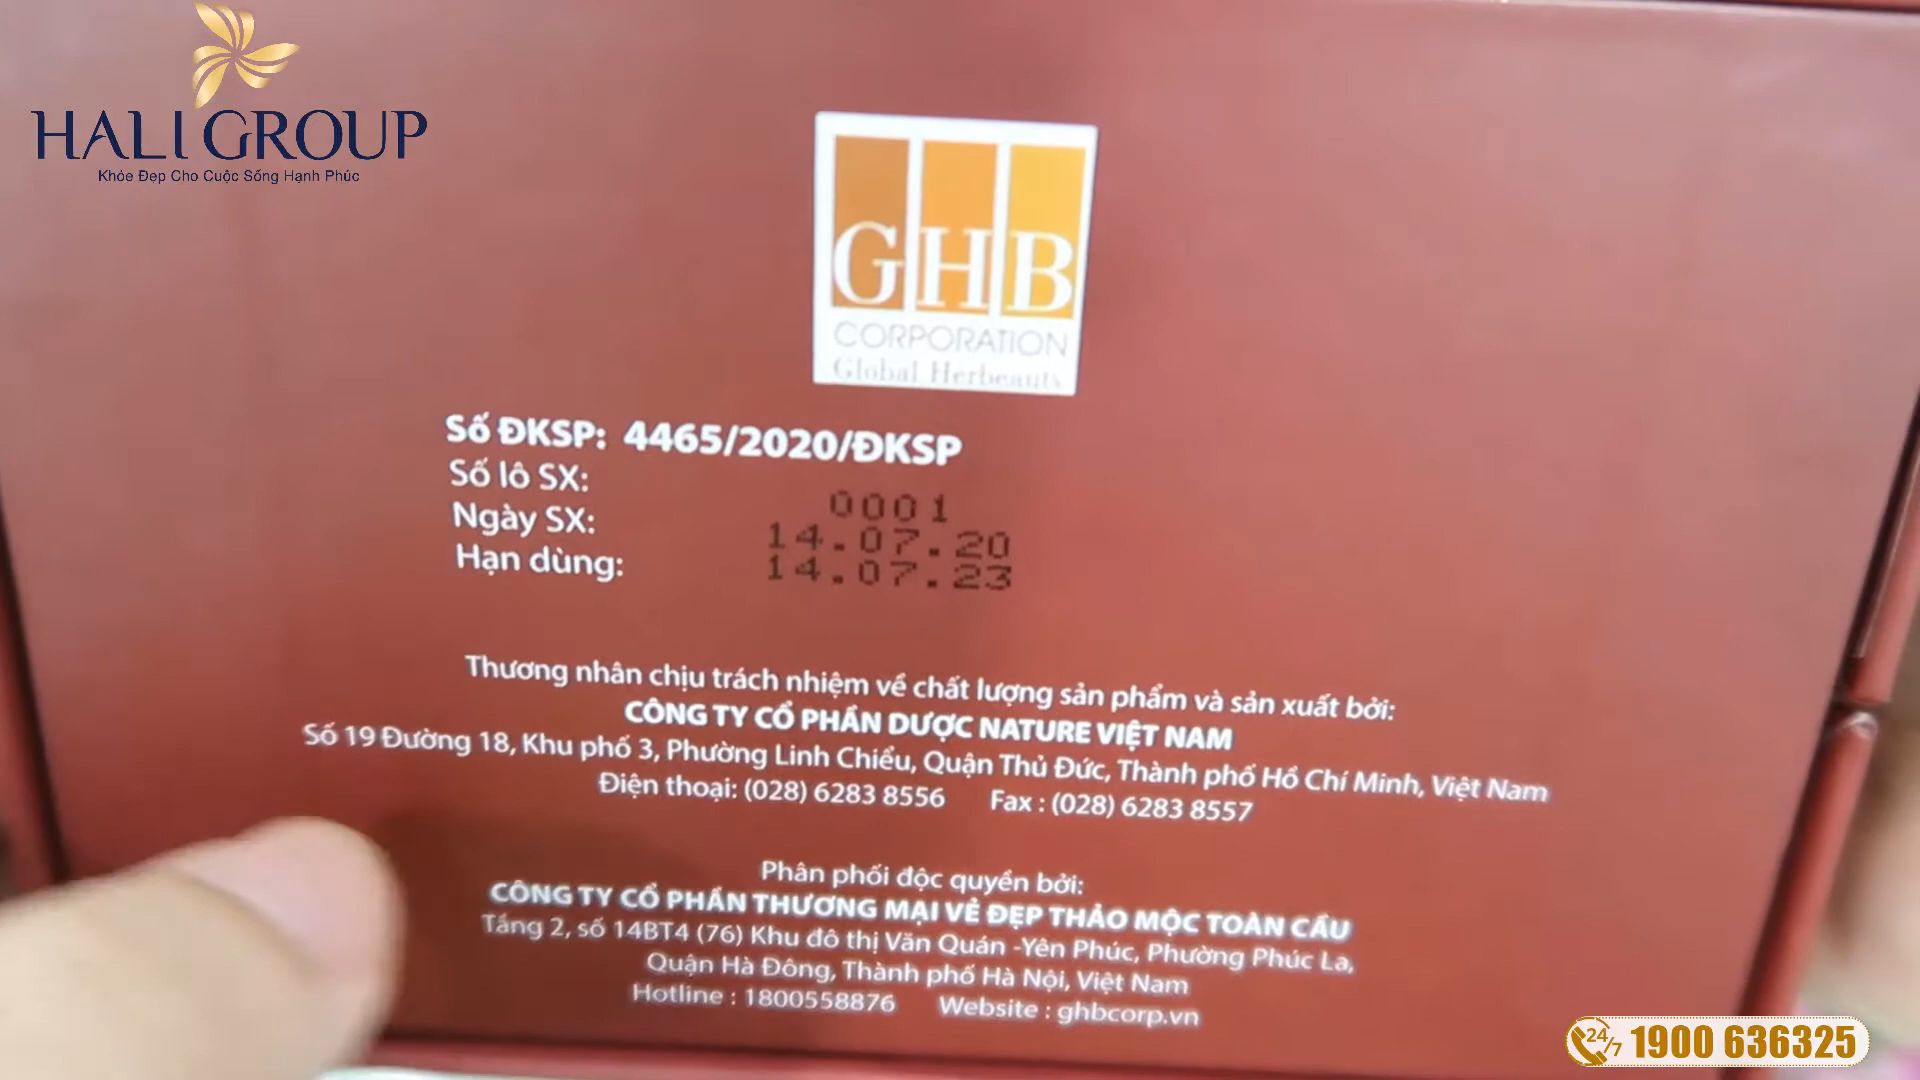 HALI GROUP
Khỏe Đẹp Cho Cuộc Sống Hạnh Phúc
GHB
CORPORATION
Global Herbeauty
Số ĐKSP: 4465/2020/ĐKSP
Số lô SX: 0001
Ngày SX: 14.07.20
Hạn dùng: 14.07.23
Thương nhân chịu trách nhiệm về chất lượng sản phẩm và sản xuất bởi:
CÔNG TY CỔ PHẦN DƯỢC NATURE VIỆT NAM
Số 19 Đường 18, Khu phố 3, Phường Linh Chiểu, Quận Thủ Đức, Thành phố Hồ Chí Minh, Việt Nam
Điện thoại: (028) 6283 8556 Fax : (028) 6283 8557
Phân phối độc quyền bởi:
CÔNG TY CỔ PHẦN THƯƠNG MẠI VẺ ĐẸP THẢO MỘC TOÀN CẦU
Tầng 2, số 14BT4 (76) Khu đô thị Văn Quán -Yên Phúc, Phường Phúc La,
Quận Hà Đông, Thành phố Hà Nội, Việt Nam
Hotline : 1800558876 Website : ghbcorp.vn
24/7 1900 636325